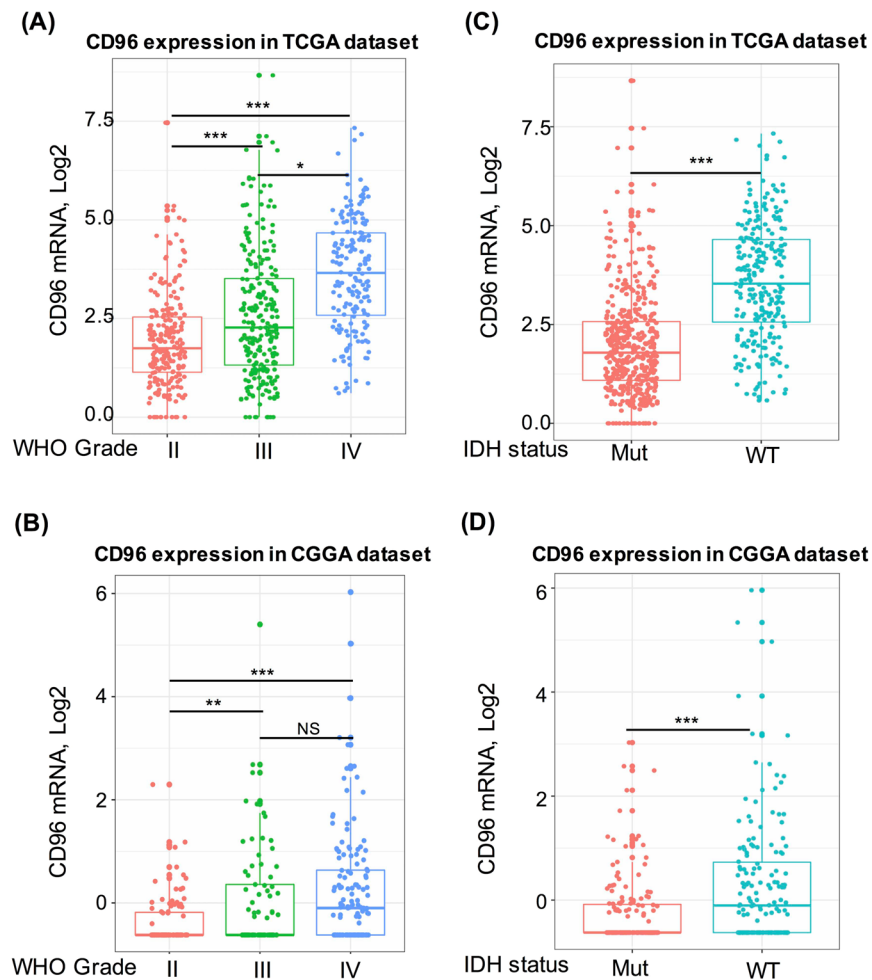 (A)
CD96 expression in TCGA dataset
CD96 mRNA, Log2
7.5
5.0
2.5
0.0
***
***
*
WHO Grade
II
III
IV
(C)
CD96 expression in TCGA dataset
CD96 mRNA, Log2
7.5
5.0
2.5
0.0
***
IDH status
Mut
WT
(B)
CD96 expression in CGGA dataset
CD96 mRNA, Log2
6
4
2
0
***
**
NS
WHO Grade
II
III
IV
(D)
CD96 expression in CGGA dataset
CD96 mRNA, Log2
6
4
2
0
***
IDH status
Mut
WT